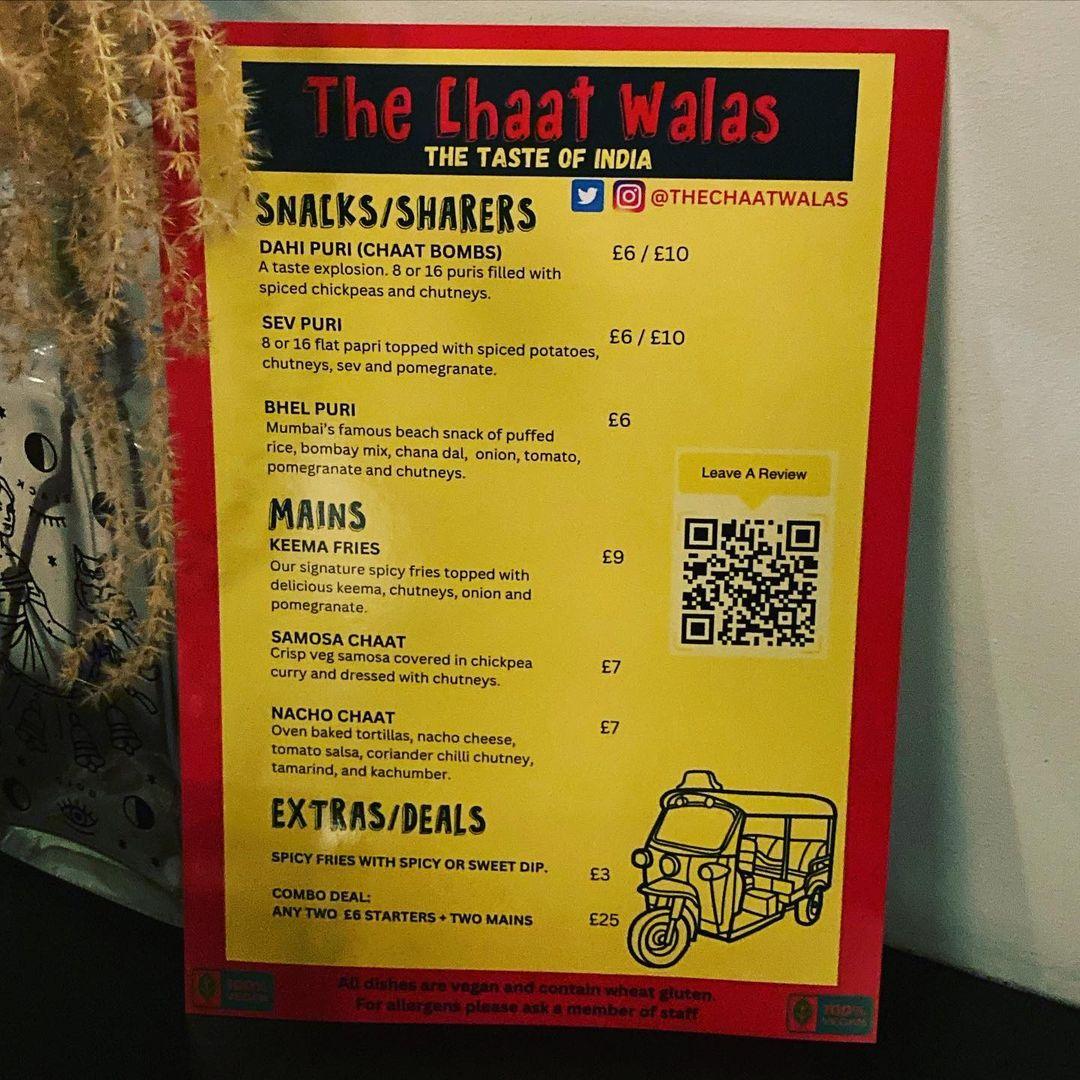 The Chaat Walas
THE TASTE OF INDIA
@THECHAATWALAS
SNACKS/SHARERS
DAHI PURI (CHAAT BOMBS) £6 / £10
A taste explosion. 8 or 16 puris filled with
spiced chickpeas and chutneys.
SEV PURI £6 / £10
8 or 16 flat papri topped with spiced potatoes,
chutneys, sev and pomegranate.
BHEL PURI £6
Mumbai's famous beach snack of puffed
rice, bombay mix, chana dal, onion, tomato,
pomegranate and chutneys.
Leave A Review
MAINS
KEEMA FRIES £9
Our signature spicy fries topped with
delicious keema, chutneys, onion and
pomegranate.
SAMOSA CHAAT
Crisp veg samosa covered in chickpea £7
curry and dressed with chutneys.
NACHO CHAAT £7
Oven baked tortillas, nacho cheese,
tomato salsa, coriander chilli chutney,
tamarind, and kachumber.
EXTRAS/DEALS
SPICY FRIES WITH SPICY OR SWEET DIP. £3
COMBO DEAL:
ANY TWO £6 STARTERS + TWO MAINS £25
All dishes are vegan and contain wheat gluten.
For allergens please ask a member of staff
100%
VEGAN
100%
VEGAN